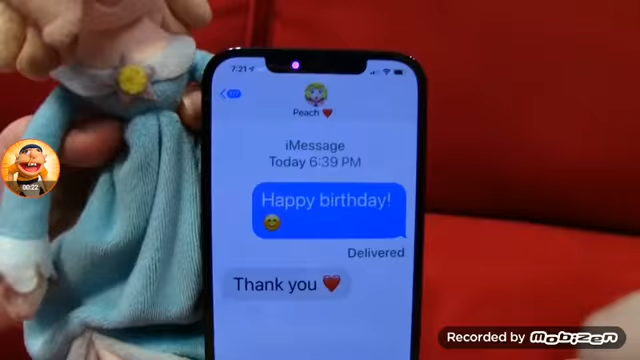 7:21
Peach ❤️
iMessage
Today 6:39 PM
Happy birthday!
😊
Delivered
Thank you ❤️
00:22
Recorded by mobizen